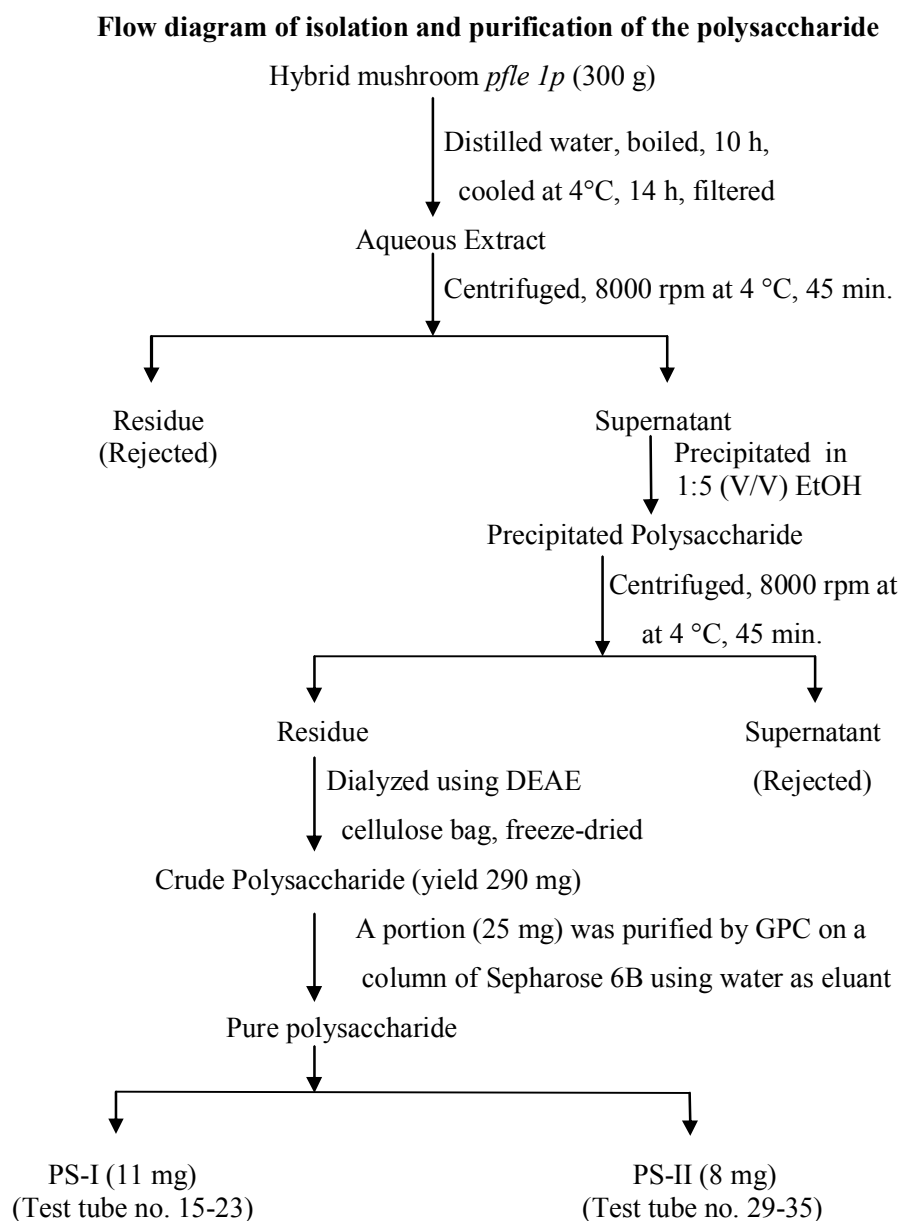 Flow diagram of isolation and purification of the polysaccharide
Hybrid mushroom pfle 1p (300 g)
Distilled water, boiled, 10 h,
cooled at 4°C, 14 h, filtered
Aqueous Extract
Centrifuged, 8000 rpm at 4 °C, 45 min.
Residue
(Rejected)
Supernatant
Precipitated in
1:5 (V/V) EtOH
Precipitated Polysaccharide
Centrifuged, 8000 rpm at
at 4 °C, 45 min.
Residue
Supernatant
(Rejected)
Dialyzed using DEAE
cellulose bag, freeze-dried
Crude Polysaccharide (yield 290 mg)
A portion (25 mg) was purified by GPC on a
column of Sepharose 6B using water as eluant
Pure polysaccharide
PS-I (11 mg)
(Test tube no. 15-23)
PS-II (8 mg)
(Test tube no. 29-35)